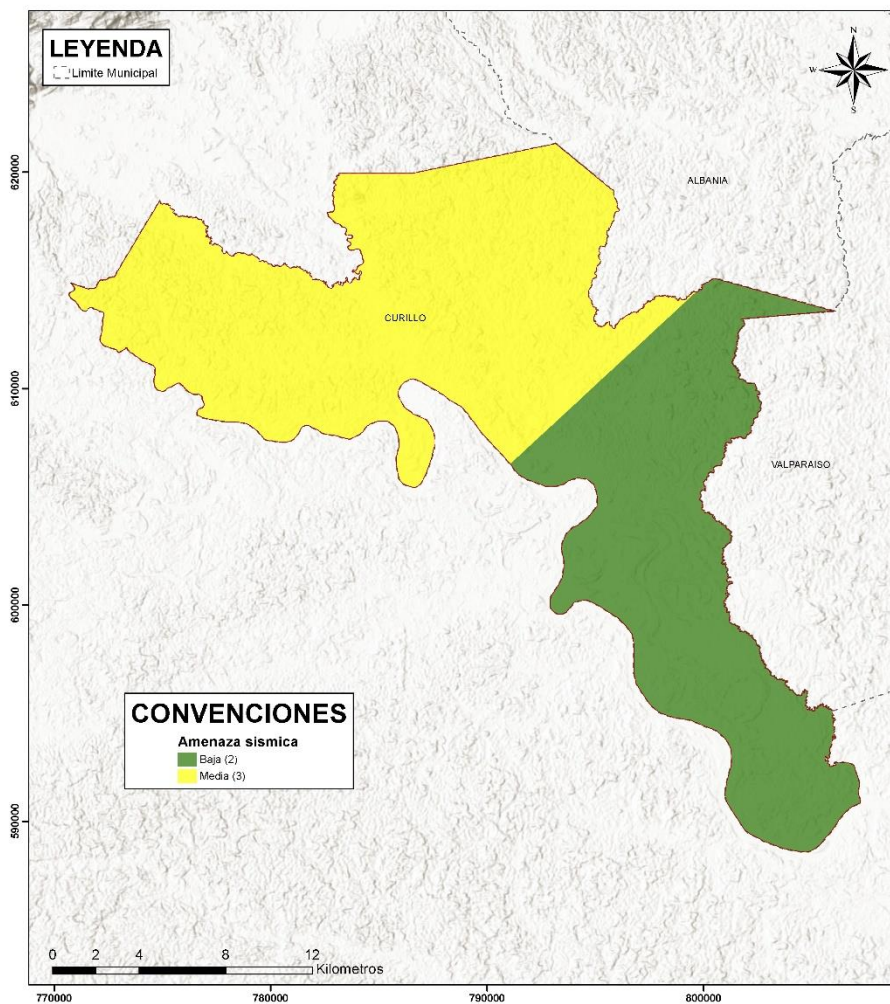 LEYENDA
Limite Municipal
N
W
E
S
620000
610000
600000
590000
ALBANIA
CURILLO
VALPARAISO
CONVENCIONES
Amenaza sismica
Baja (2)
Media (3)
0 2 4 8 12
Kilometros
770000 780000 790000 800000